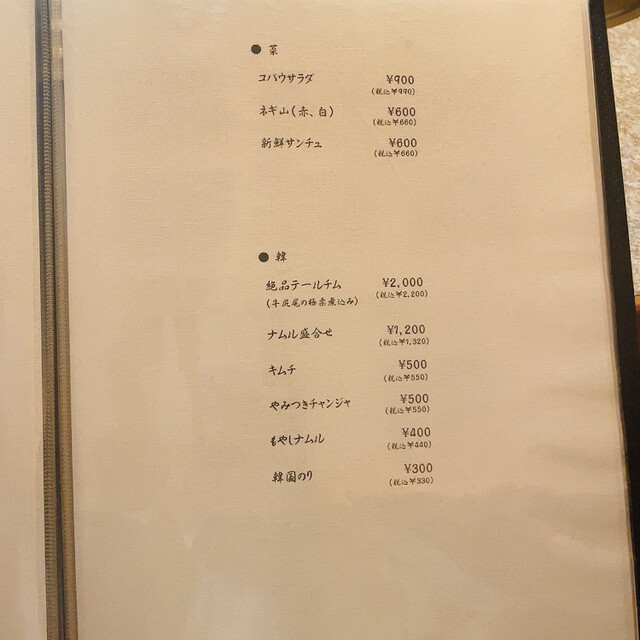 ● 菜
コバウサラダ ¥900
(税込¥990)
ネギ山(赤、白) ¥600
(税込¥660)
新鮮サンチュ ¥600
(税込¥660)
● 韓
絶品テールチム ¥2,000
(牛尻尾の極柔煮込み) (税込¥2,200)
ナムル盛合せ ¥1,200
(税込¥1,320)
キムチ ¥500
(税込¥550)
やみつきチャンジャ ¥500
(税込¥550)
もやしナムル ¥400
(税込¥440)
韓国のり ¥300
(税込¥330)